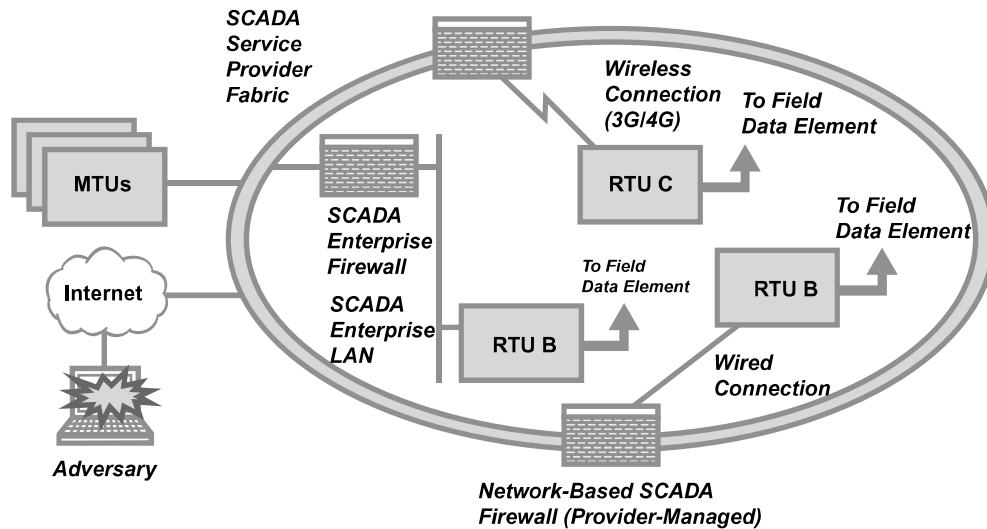 SCADA
Service
Provider
Fabric
Wireless
Connection
(3G/4G)
To Field
Data Element
MTUs
RTU C
SCADA
Enterprise
Firewall
To Field
Data Element
Internet
To Field
Data Element
RTU B
SCADA
Enterprise
LAN
RTU B
Wired
Connection
Adversary
Network-Based SCADA
Firewall (Provider-Managed)